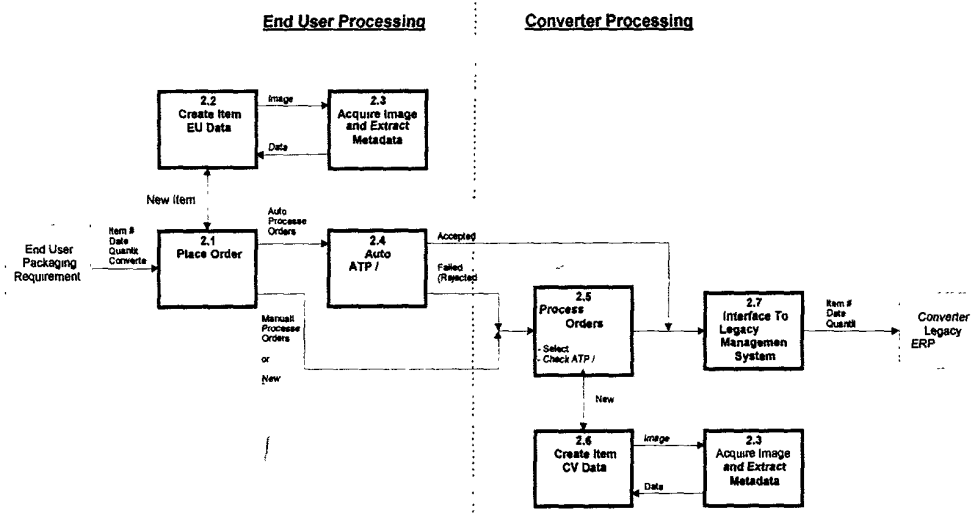 End User Processing
Converter Processing
2.2
Create Item
EU Data
Image
Data
2.3
Acquire Image
and Extract
Metadata
New Item
End User
Packaging
Requirement
Item #
Date
Quantit
Converte
2.1
Place Order
Auto
Processe
Orders
2.4
Auto
ATP /
Accepted
Failed
(Rejected
Manuall
Processe
Orders
or
New
2.5
Process
Orders
- Select
- Check ATP /
2.7
Interface To
Legacy
Managemen
System
Item #
Date
Quantit
Converter
Legacy
ERP
New
2.6
Create Item
CV Data
Image
Data
2.3
Acquire Image
and Extract
Metadata